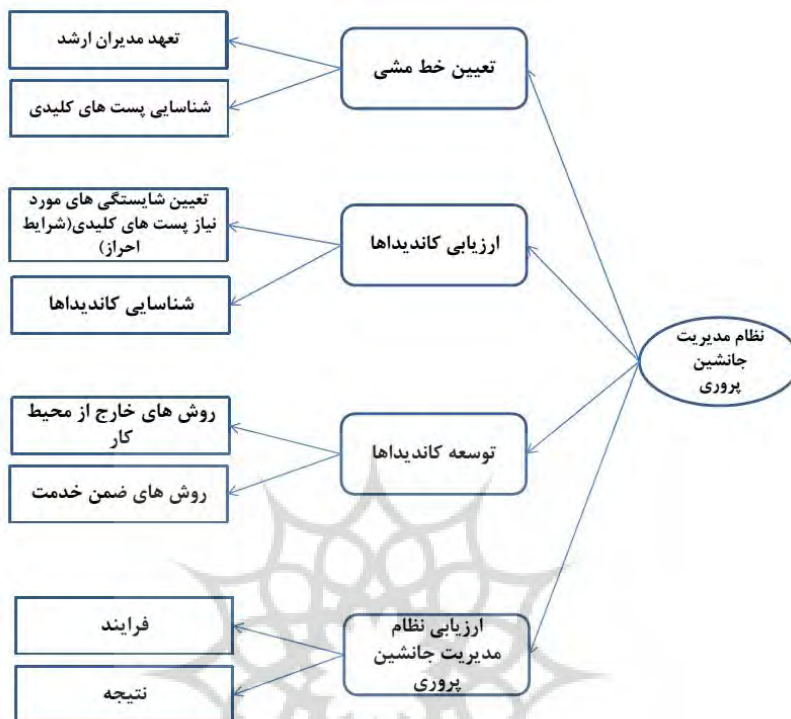 نظام مدیریت
جانشین
پروری
تعیین خط مشی
تعهد مدیران ارشد
شناسایی پست های کلیدی
ارزیابی کاندیداها
تعیین شایستگی های مورد
نیاز پست های کلیدی(شرایط
احراز)
شناسایی کاندیداها
توسعه کاندیداها
روش های خارج از محیط
کار
روش های ضمن خدمت
ارزیابی نظام
مدیریت جانشین
پروری
فرایند
نتیجه